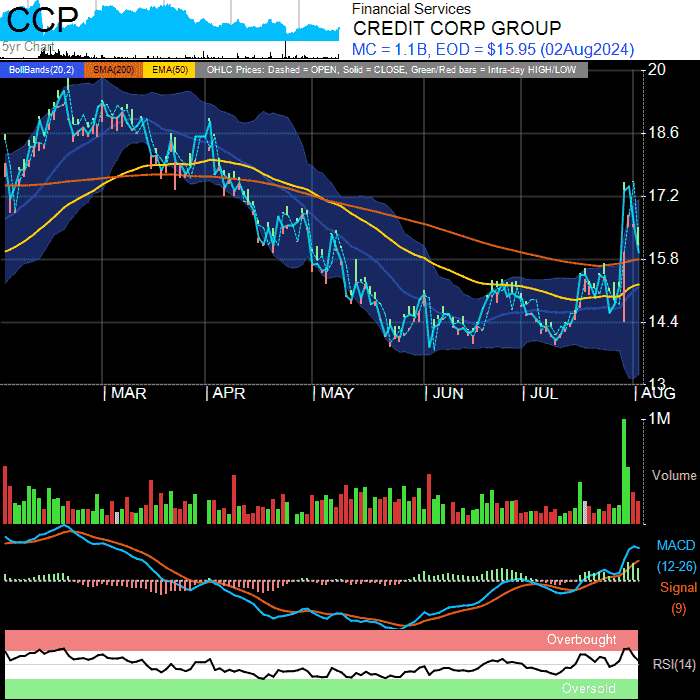 CCP
5yr Chart
Financial Services
CREDIT CORP GROUP
MC = 1.1B, EOD = $15.95 (02Aug2024)
BollBands(20,2) SMA(200) EMA(50) OHLC Prices: Dashed = OPEN, Solid = CLOSE, Green/Red bars = Intra-day HIGH/LOW
20
18.6
17.2
15.8
14.4
13
MAR APR MAY JUN JUL AUG
1M
Volume
MACD
(12-26)
Signal
(9)
Overbought
RSI(14)
Oversold